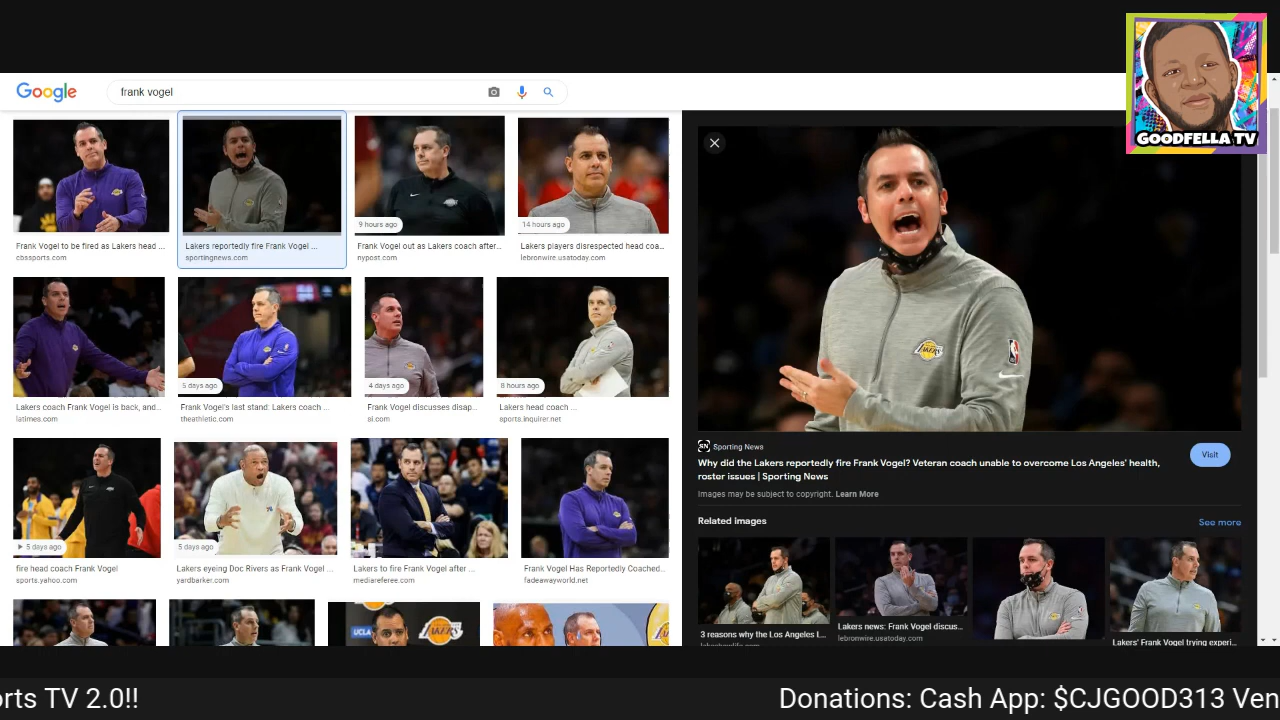 GOODFELLA TV
Google
frank vogel
Frank Vogel to be fired as Lakers head ...
cbssports.com
Lakers reportedly fire Frank Vogel ...
sportingnews.com
9 hours ago
Frank Vogel out as Lakers coach after...
nypost.com
14 hours ago
Lakers players disrespected head coa...
lebronwire.usatoday.com
Lakers coach Frank Vogel is back, and...
latimes.com
5 days ago
Frank Vogel's last stand: Lakers coach ...
theathletic.com
4 days ago
Frank Vogel discusses disap...
si.com
8 hours ago
Lakers head coach ...
sports.inquirer.net
5 days ago
fire head coach Frank Vogel
sports.yahoo.com
5 days ago
Lakers eyeing Doc Rivers as Frank Vogel ...
yardbarker.com
Lakers to fire Frank Vogel after ...
mediareferee.com
Frank Vogel Has Reportedly Coached...
fadeawayworld.net
UCLA
LAKERS
SN Sporting News
Why did the Lakers reportedly fire Frank Vogel? Veteran coach unable to overcome Los Angeles' health,
roster issues | Sporting News
Visit
Images may be subject to copyright. Learn More
Related images
See more
3 reasons why the Los Angeles L...
Lakers news: Frank Vogel discus...
lebronwire.usatoday.com
Lakers' Frank Vogel trying experi...
orts TV 2.0!!
Donations: Cash App: $CJGOOD313 Ven